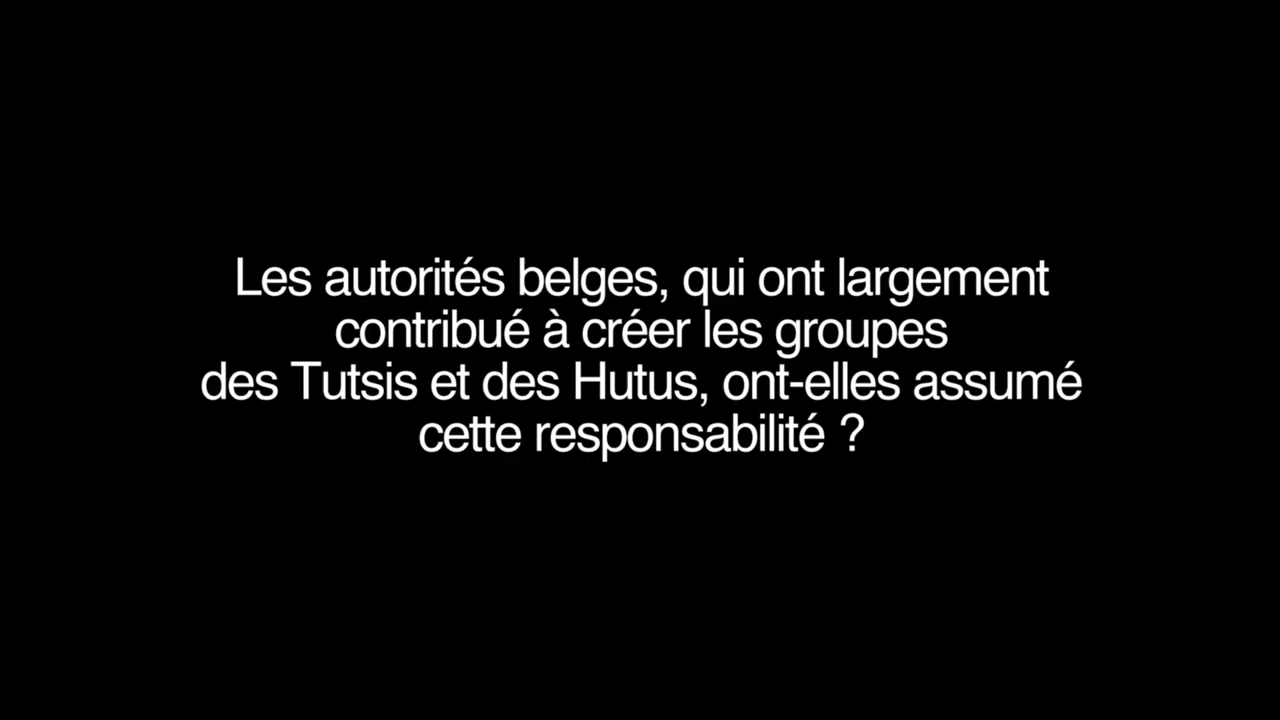 Les autorités belges, qui ont largement
contribué à créer les groupes
des Tutsis et des Hutus, ont-elles assumé
cette responsabilité ?